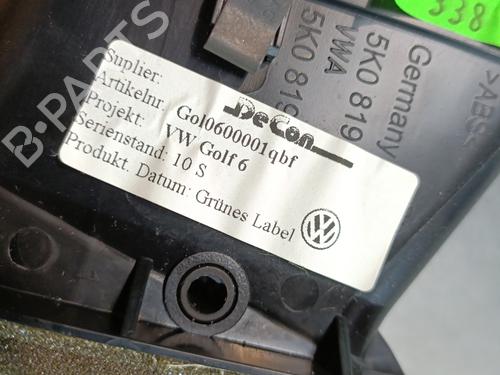 Suplier:
DeCon
Artikelnr. Gol0600001qbf
Projekt: VW Golf 6
Serienstand: 10 S
Produkt. Datum: Grünes Label
5K0 819
VWA
5K0 819
Germany
>ABS<
338
B-PARTS